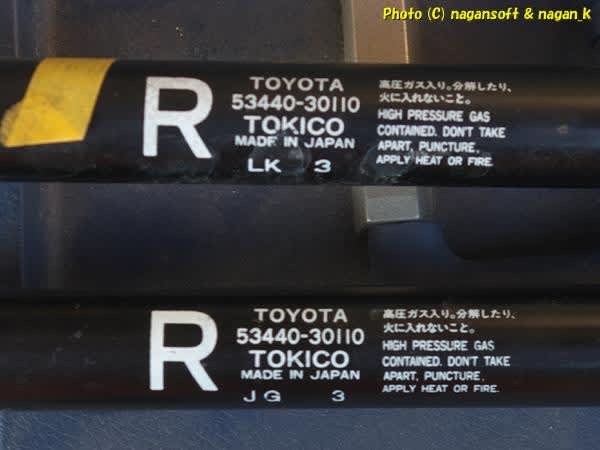 Photo (C) nagansoft & nagan_k
R
TOYOTA
53440-30110
TOKICO
MADE IN JAPAN
LK 3
高圧ガス入り。分解したり、
火に入れないこと。
HIGH PRESSURE GAS
CONTAINED. DON'T TAKE
APART, PUNCTURE,
APPLY HEAT OR FIRE.
R
TOYOTA
53440-30110
TOKICO
MADE IN JAPAN
JG 3
高圧ガス入り。分解したり、
火に入れないこと。
HIGH PRESSURE GAS
CONTAINED. DON'T TAKE
APART, PUNCTURE,
APPLY HEAT OR FIRE.